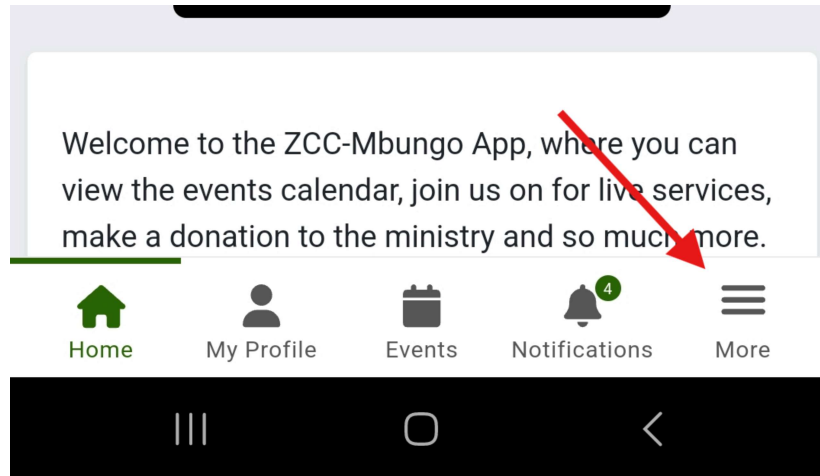 Welcome to the ZCC-Mbungo App, where you can
view the events calendar, join us on for live services,
make a donation to the ministry and so much more.
4
Home My Profile Events Notifications More